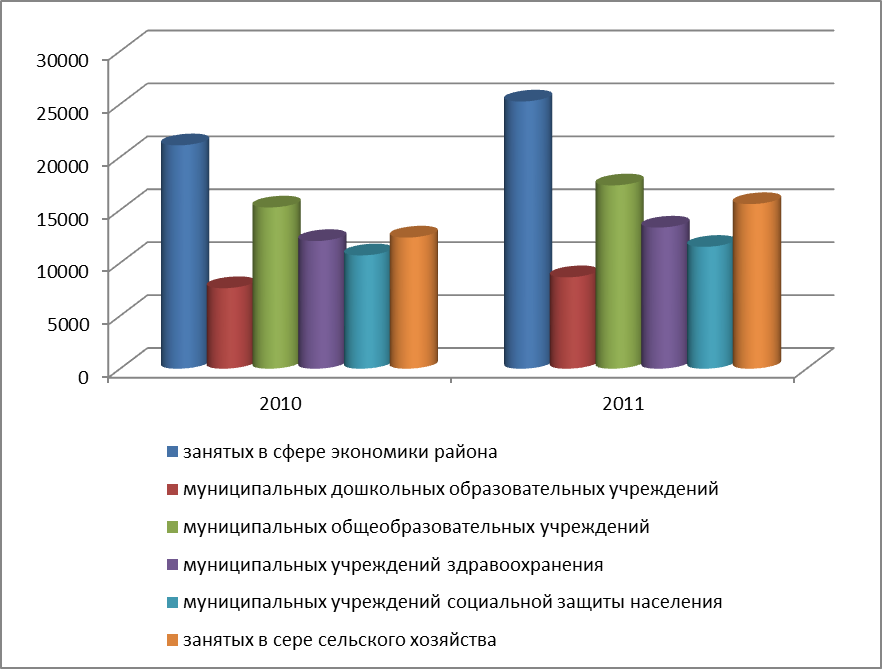 30000
25000
20000
15000
10000
5000
0
2010 2011
занятых в сфере экономики района
муниципальных дошкольных образовательных учреждений
муниципальных общеобразовательных учреждений
муниципальных учреждений здравоохранения
муниципальных учреждений социальной защиты населения
занятых в сере сельского хозяйства